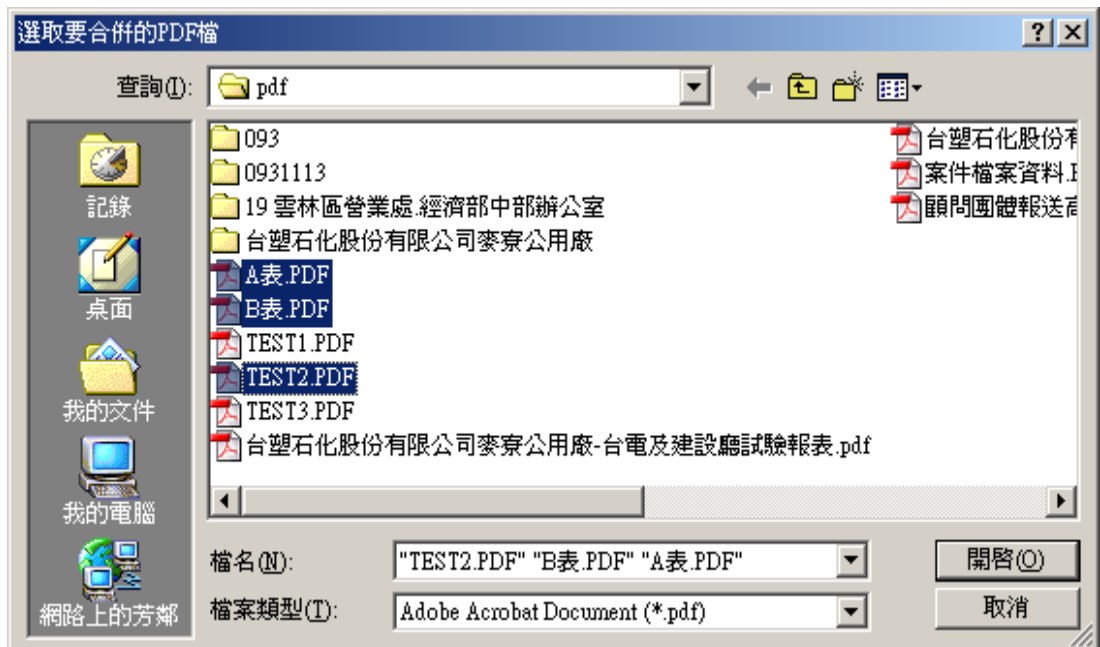 選取要合併的PDF檔
查詢(I):
pdf
記錄
桌面
我的文件
我的電腦
網路上的芳鄰
093
0931113
19 雲林區營業處.經濟部中部辦公室
台塑石化股份有限公司麥寮公用廠
A表.PDF
B表.PDF
TEST1.PDF
TEST2.PDF
TEST3.PDF
台塑石化股份有限公司麥寮公用廠-台電及建設廳試驗報表.pdf
台塑石化股份
案件檔案資料.
顧問團體報送
檔名(N):
"TEST2.PDF" "B表.PDF" "A表.PDF"
開啓(O)
檔案類型(T):
Adobe Acrobat Document (*.pdf)
取消